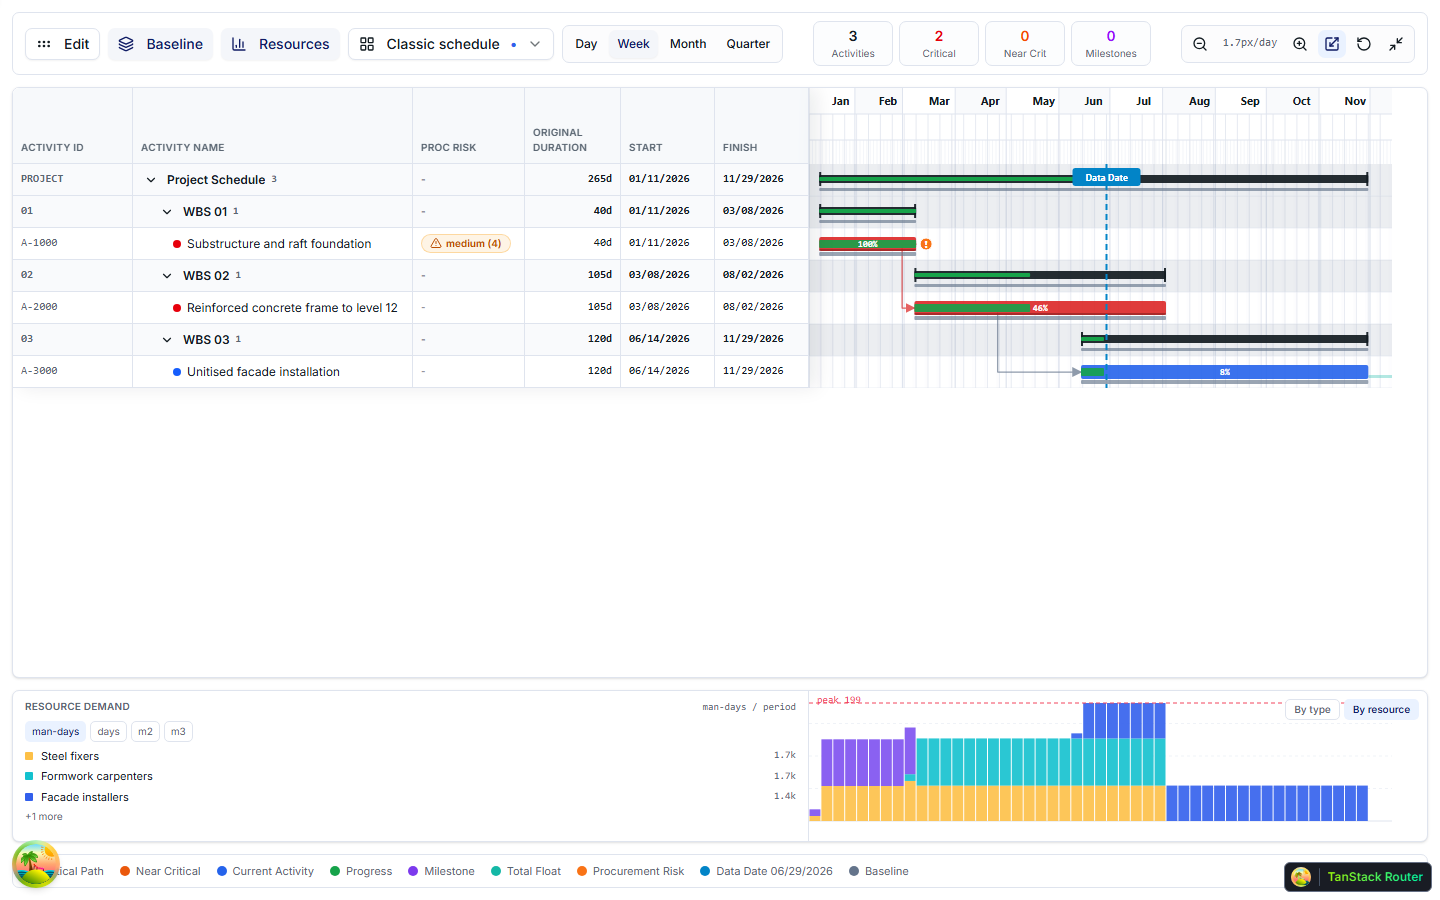 Edit
Baseline
Resources
Classic schedule
Day Week Month Quarter
3 Activities
2 Critical
0 Near Crit
0 Milestones
1.7px/day
ACTIVITY ID ACTIVITY NAME PROC RISK ORIGINAL DURATION START FINISH
Jan Feb Mar Apr May Jun Jul Aug Sep Oct Nov
PROJECT Project Schedule 3 - 265d 01/11/2026 11/29/2026
Data Date
01 WBS 01 1 - 40d 01/11/2026 03/08/2026
A-1000 Substructure and raft foundation medium (4) 40d 01/11/2026 03/08/2026 100%
02 WBS 02 1 - 105d 03/08/2026 08/02/2026
A-2000 Reinforced concrete frame to level 12 - 105d 03/08/2026 08/02/2026 46%
03 WBS 03 1 - 120d 06/14/2026 11/29/2026
A-3000 Unitised facade installation - 120d 06/14/2026 11/29/2026 8%
RESOURCE DEMAND man-days / period
peak 199
By type By resource
man-days days m2 m3
Steel fixers 1.7k
Formwork carpenters 1.7k
Facade installers 1.4k
+1 more
ical Path Near Critical Current Activity Progress Milestone Total Float Procurement Risk Data Date 06/29/2026 Baseline
TanStack Router